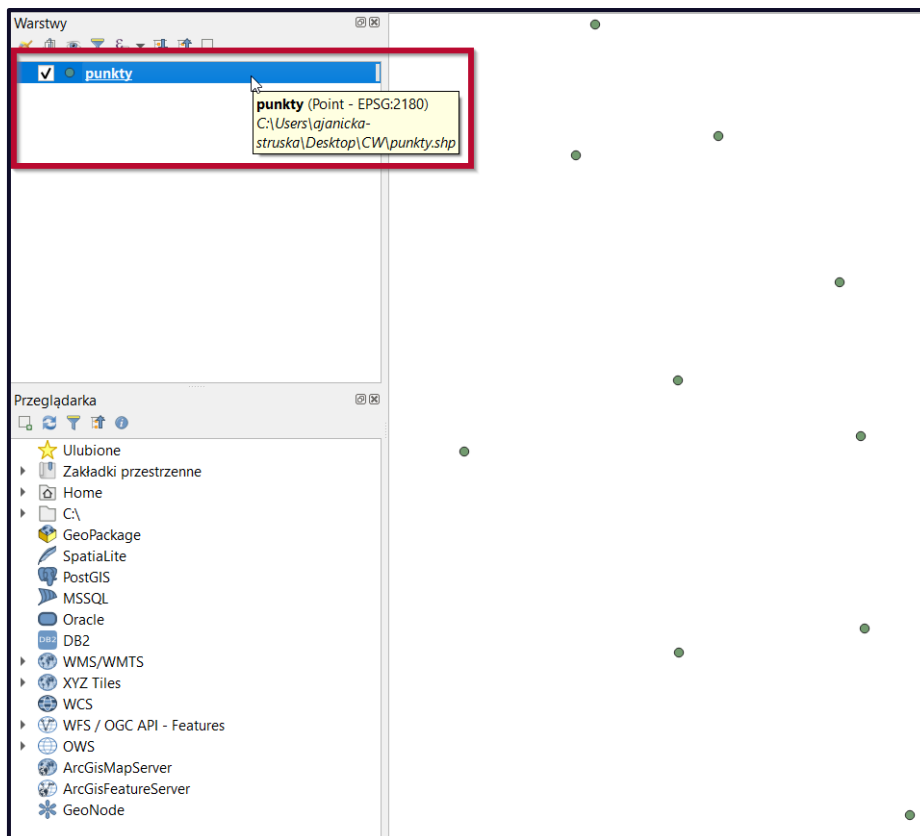 Warstwy
punkty
punkty (Point - EPSG:2180)
C:\Users\ajanicka-
struska\Desktop\CW\punkty.shp
Przeglądarka
Ulubione
Zakładki przestrzenne
Home
C:\
GeoPackage
SpatiaLite
PostGIS
MSSQL
Oracle
DB2
DB2
WMS/WMTS
XYZ Tiles
WCS
WFS / OGC API - Features
OWS
ArcGisMapServer
ArcGisFeatureServer
GeoNode